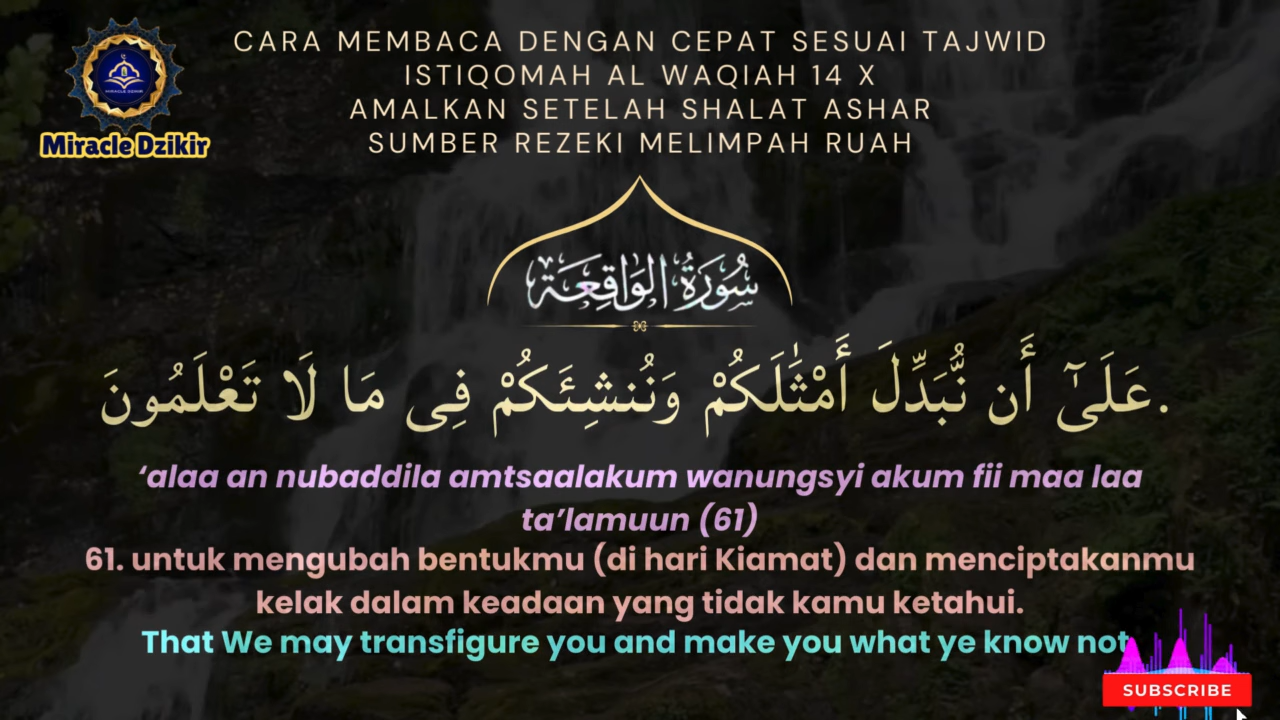 CARA MEMBACA DENGAN CEPAT SESUAI TAJWID
ISTIQOMAH AL WAQIAH 14 X
AMALKAN SETELAH SHALAT ASHAR
SUMBER REZEKI MELIMPAH RUAH
MIRACLE DZIKIR
Miracle Dzikir
سُورَةُ الوَاقِعَة
عَلَىٰٓ أَن نُّبَدِّلَ أَمْثَٰلَكُمْ وَنُنشِئَكُمْ فِى مَا لَا تَعْلَمُونَ.
‘alaa an nubaddila amtsaalakum wanungsyi akum fii maa laa
ta’lamuun (61)
61. untuk mengubah bentukmu (di hari Kiamat) dan menciptakanmu
kelak dalam keadaan yang tidak kamu ketahui.
That We may transfigure you and make you what ye know not
SUBSCRIBE